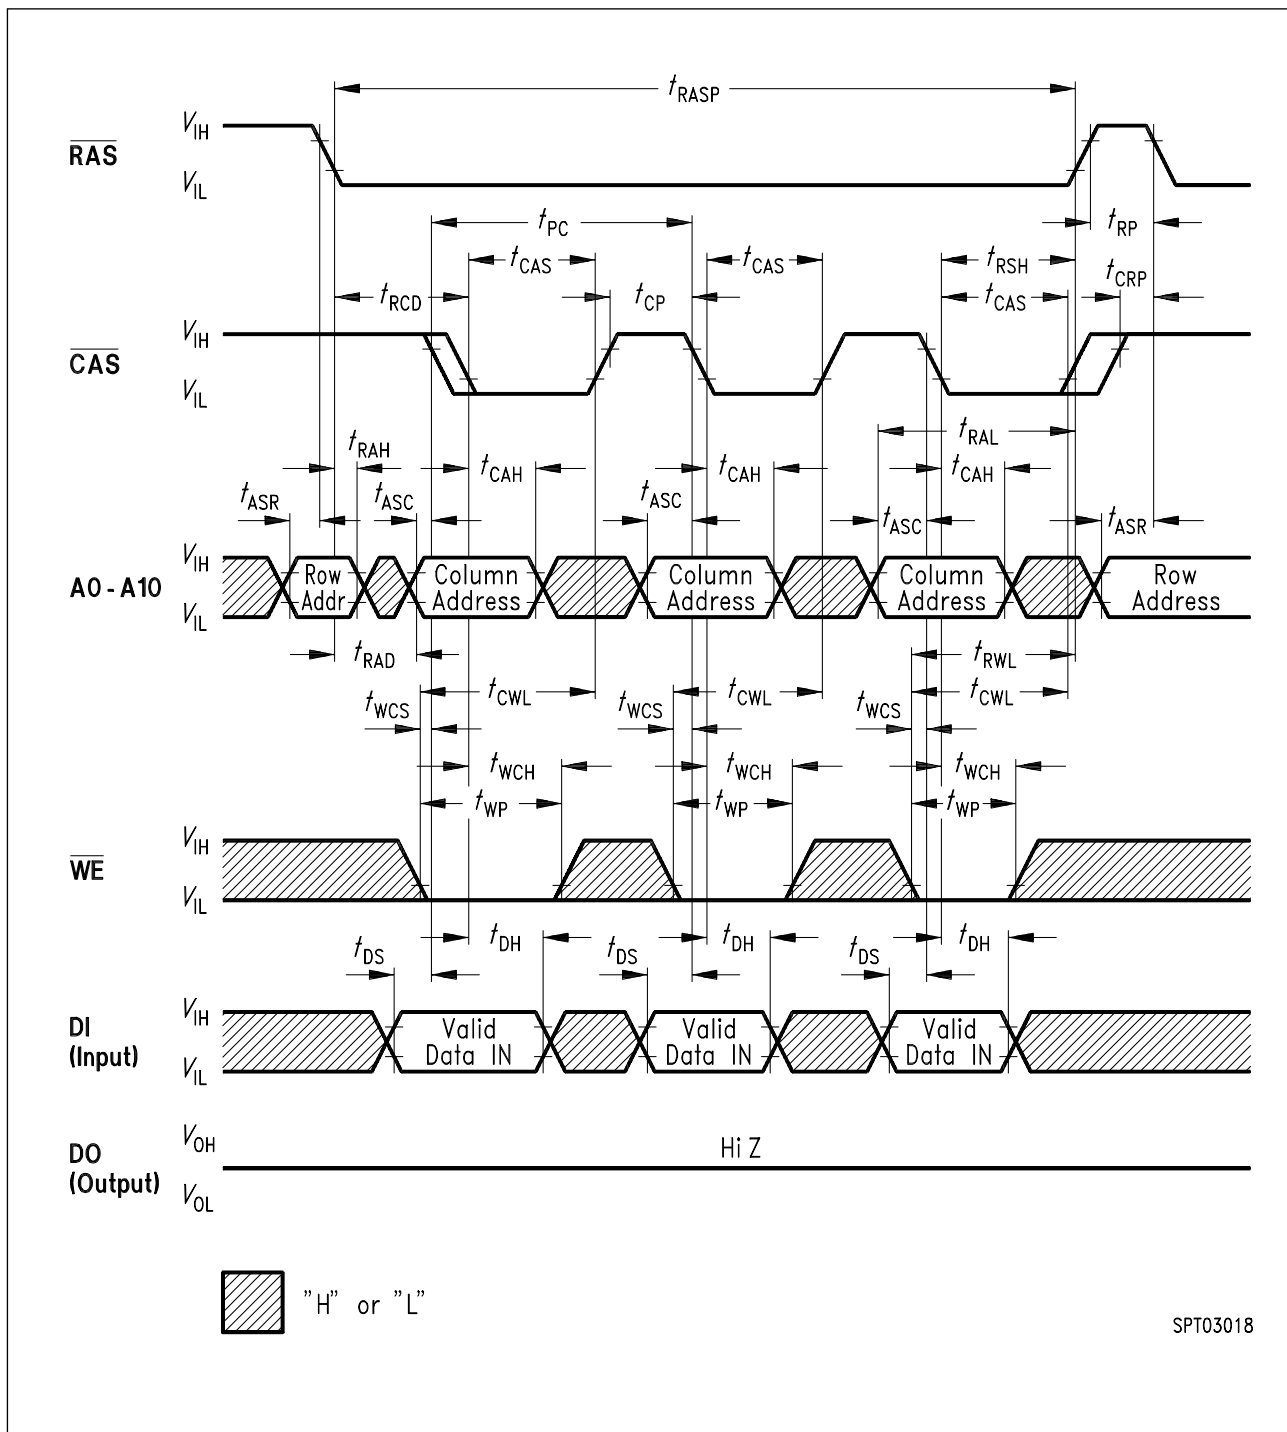 tRASP
VIH
RAS
VIL
tPC
tRP
tCAS tCAS tRSH
tCRP
tRCD tCP tCAS
VIH
CAS
VIL
tRAL
tRAH tCAH tCAH tCAH
tASR tASC tASC tASC tASR
VIH
A0 - A10
Row Addr
Column Address
Column Address
Column Address
Row Address
VIL
tRAD tRWL
tCWL tCWL tCWL
tWCS tWCS tWCS
tWCH tWCH tWCH
tWP tWP tWP
VIH
WE
VIL
tDH tDH tDH
tDS tDS tDS
VIH
DI
(Input)
Valid Data IN
Valid Data IN
Valid Data IN
VIL
VOH
DO
(Output)
Hi Z
VOL
"H" or "L"
SPT03018